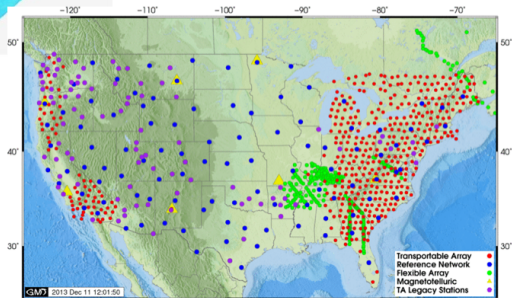 −120° −110° −100° −90° −80° −70°
50° 50°
40° 40°
30° 30°
Transportable Array
Reference Network
Flexible Array
Magnetotelluric
TA Legacy Stations
GMD 2013 Dec 11 12:01:50